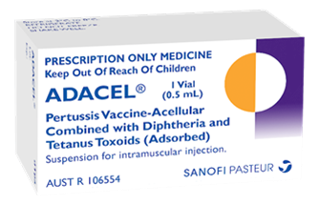 PRESCRIPTION ONLY MEDICINE
Keep Out Of Reach Of Children
ADACEL®
1 Vial
(0.5 mL)
Pertussis Vaccine-Acellular
Combined with Diphtheria and
Tetanus Toxoids (Adsorbed)
Suspension for intramuscular injection.
AUST R 106554
SANOFI PASTEUR